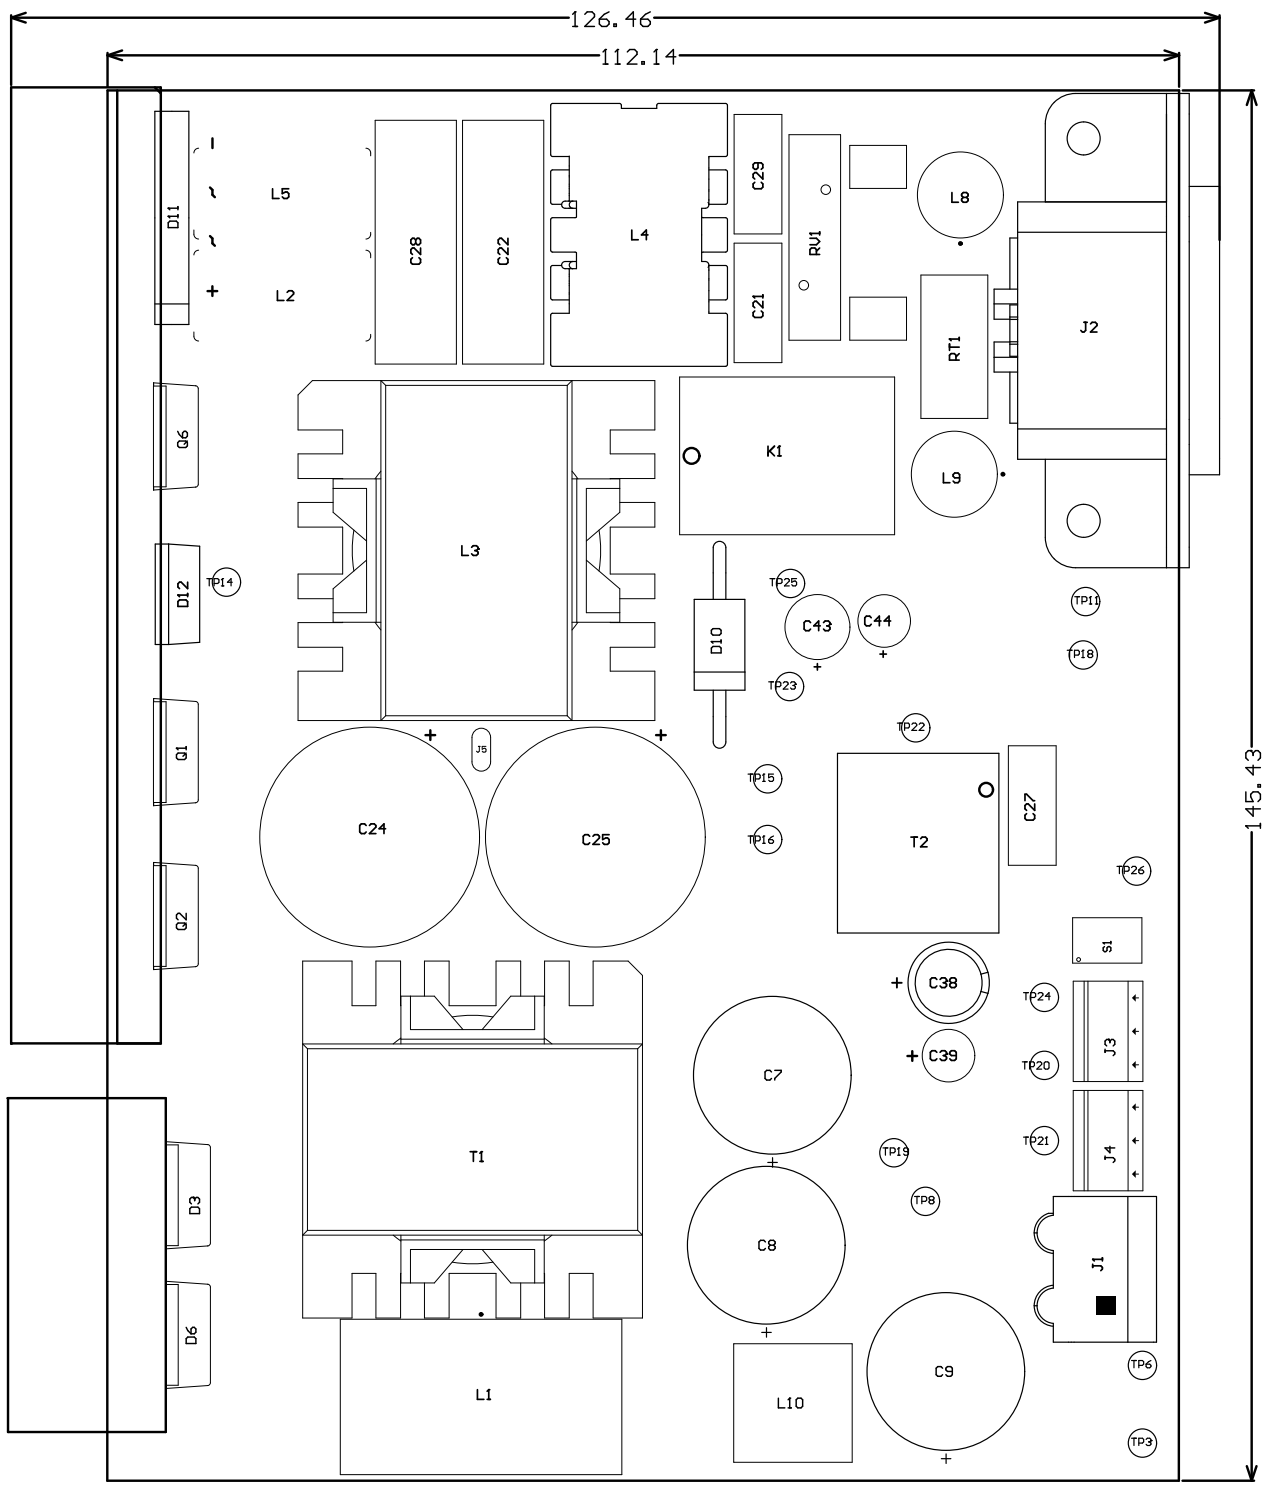 126.46
112.14
-
~
~
+
D11
L5
L2
C28
C22
L4
C29
C21
RV1
L8
J2
RT1
L9
K1
Q6
L3
D12
TP14
D10
TP25
C43
+
C44
+
TP23
TP11
TP18
TP22
+
J5
+
Q1
C24
C25
TP15
TP16
T2
C27
145.43
TP26
Q2
S1
+
C38
TP24
J3
+
C39
TP20
C7
+
TP21
J4
T1
TP19
D3
TP8
C8
+
J1
D6
TP6
C9
+
L1
L10
TP3